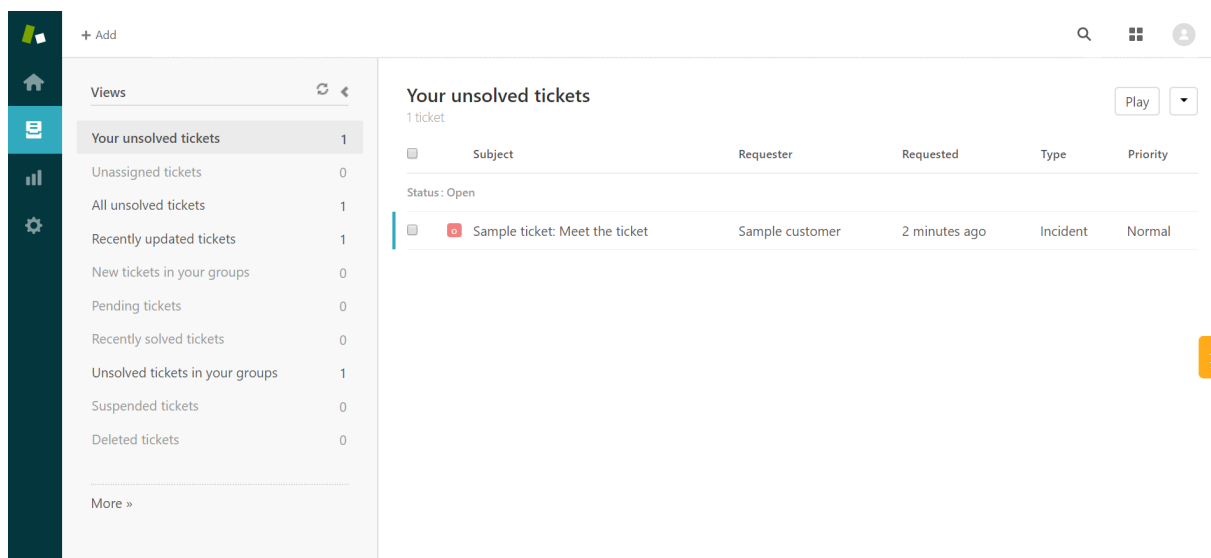 + Add
Views
Your unsolved tickets 1
Unassigned tickets 0
All unsolved tickets 1
Recently updated tickets 1
New tickets in your groups 0
Pending tickets 0
Recently solved tickets 0
Unsolved tickets in your groups 1
Suspended tickets 0
Deleted tickets 0
More »
Your unsolved tickets
1 ticket
Play
Subject Requester Requested Type Priority
Status : Open
o Sample ticket: Meet the ticket Sample customer 2 minutes ago Incident Normal